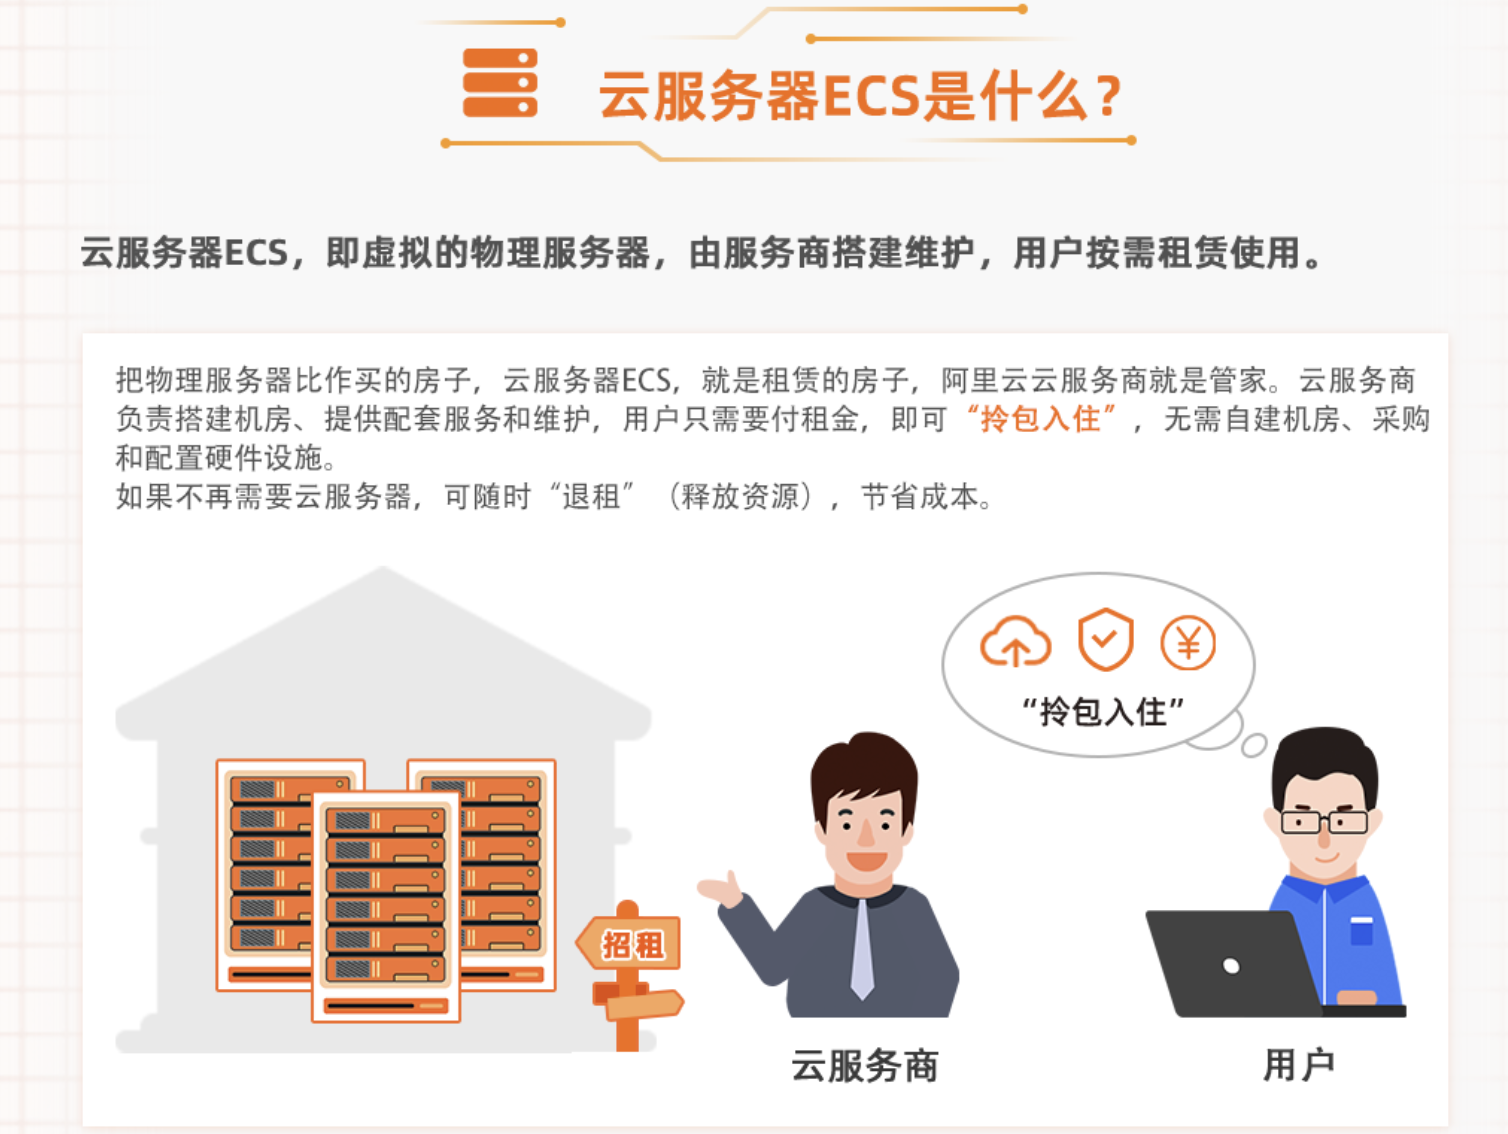 云服务器ECS是什么?
云服务器ECS，即虚拟的物理服务器，由服务商搭建维护，用户按需租赁使用。
把物理服务器比作买的房子，云服务器ECS，就是租赁的房子，阿里云云服务商就是管家。云服务商
负责搭建机房、提供配套服务和维护，用户只需要付租金，即可“拎包入住”，无需自建机房、采购
和配置硬件设施。
如果不再需要云服务器，可随时“退租”（释放资源），节省成本。
“拎包入住”
招租
云服务商
用户